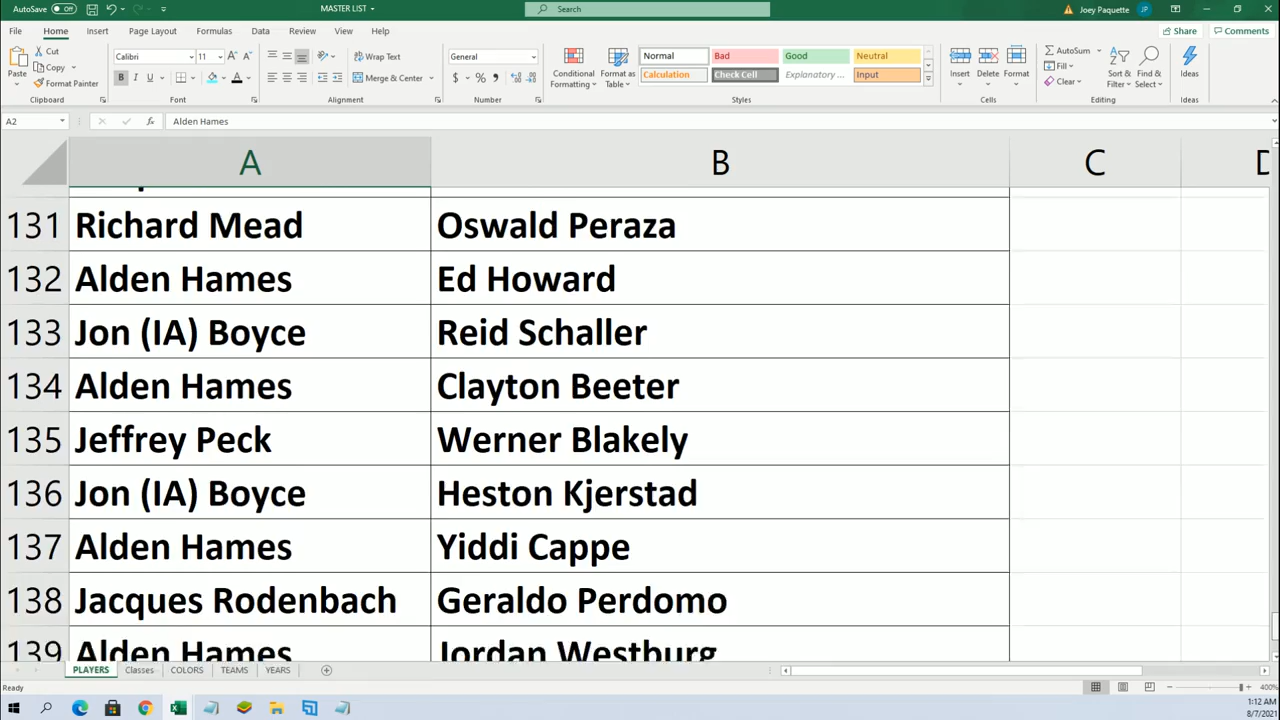 AutoSave Off MASTER LIST Search Joey Paquette JP
File Home Insert Page Layout Formulas Data Review View Help Share Comments
Paste Cut Copy Format Painter Clipboard
Calibri 11 Font
Wrap Text Merge & Center Alignment
General Number
Conditional Formatting Format as Table
Normal Bad Good Neutral
Calculation Check Cell Explanatory ... Input
Styles
Insert Delete Format Cells
AutoSum Fill Clear Sort & Filter Find & Select Editing
Ideas Ideas
A2 fx Alden Hames
A B C D
131 Richard Mead Oswald Peraza
132 Alden Hames Ed Howard
133 Jon (IA) Boyce Reid Schaller
134 Alden Hames Clayton Beeter
135 Jeffrey Peck Werner Blakely
136 Jon (IA) Boyce Heston Kjerstad
137 Alden Hames Yiddi Cappe
138 Jacques Rodenbach Geraldo Perdomo
139 Alden Hames Jordan Westburg
PLAYERS Classes COLORS TEAMS YEARS
Ready 400%
1:12 AM
8/7/2021